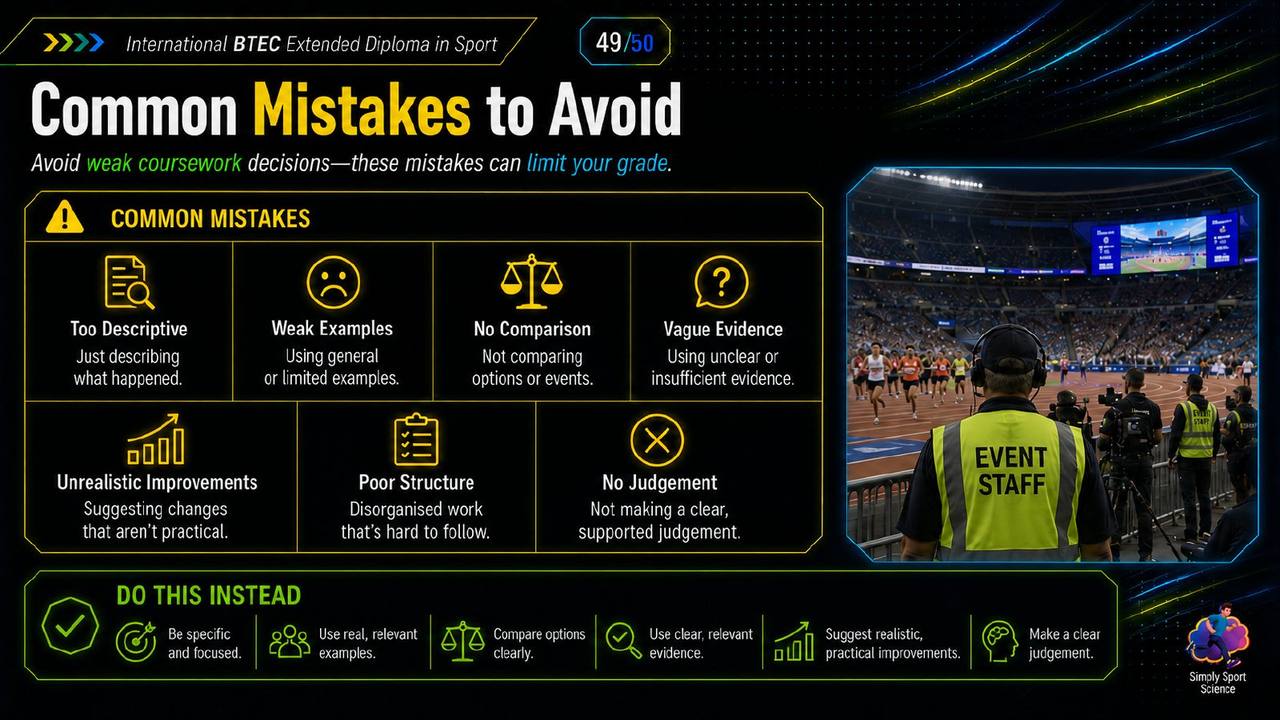 International BTEC Extended Diploma in Sport
49/50
Common Mistakes to Avoid
Avoid weak coursework decisions—these mistakes can limit your grade.
COMMON MISTAKES
Too Descriptive
Just describing
what happened.
Weak Examples
Using general
or limited examples.
No Comparison
Not comparing
options or events.
Vague Evidence
Using unclear or
insufficient evidence.
Unrealistic Improvements
Suggesting changes
that aren't practical.
Poor Structure
Disorganised work
that's hard to follow.
No Judgement
Not making a clear,
supported judgement.
EVENT
STAFF
EVENT
STAFF
DO THIS INSTEAD
Be specific
and focused.
Use real, relevant
examples.
Compare options
clearly.
Use clear, relevant
evidence.
Suggest realistic,
practical improvements.
Make a clear
judgement.
Simply Sport
Science